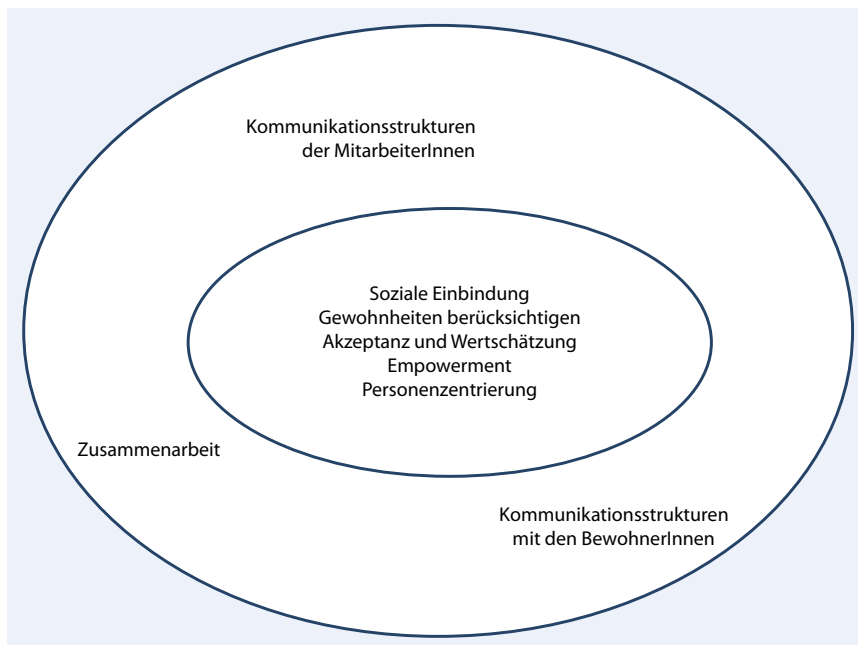 Kommunikationsstrukturen
der MitarbeiterInnen
Soziale Einbindung
Gewohnheiten berücksichtigen
Akzeptanz und Wertschätzung
Empowerment
Personenzentrierung
Zusammenarbeit
Kommunikationsstrukturen
mit den BewohnerInnen